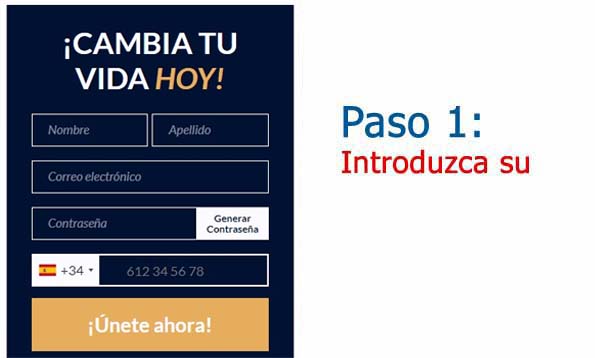 ¡CAMBIA TU
VIDA HOY!
Nombre
Apellido
Correo electrónico
Contraseña
Generar
Contraseña
+34
612 34 56 78
¡Únete ahora!
Paso 1:
Introduzca su